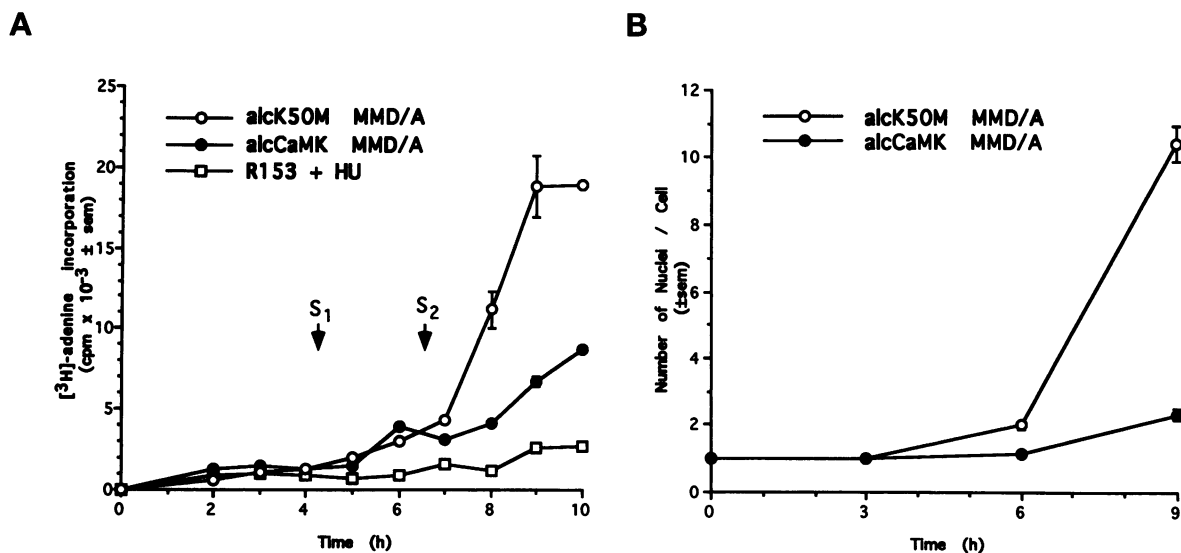 A
B
25
20
15
10
5
0
alcK50M MMD/A
alcCaMK MMD/A
R153 + HU
S1
S2
[³H]-adenine incorporation
(cpm x 10⁻³ ± sem)
0 2 4 6 8 10
Time (h)
12
10
8
6
4
2
0
alcK50M MMD/A
alcCaMK MMD/A
Number of Nuclei / Cell
(±sem)
0 3 6 9
Time (h)